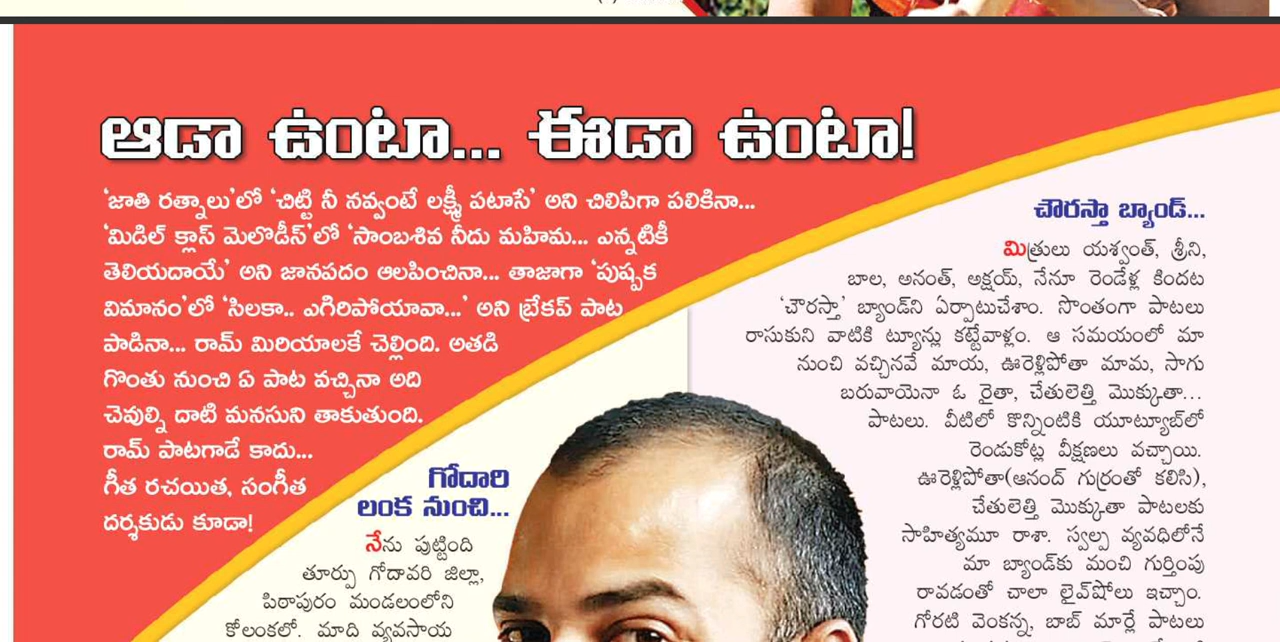 ఆడా ఉంటా... ఈడా ఉంటా!
‘జాతి రత్నాలు’లో ‘చిట్టి నీ నవ్వంటే లక్ష్మీ పటాసే’ అని చిలిపిగా పలికినా...
‘మిడిల్ క్లాస్ మెలొడీస్’లో ‘సాంబశివ నీదు మహిమ... ఎన్నటికీ
తెలియదాయే’ అని జానపదం ఆలపించినా... తాజాగా ‘పుష్పక
విమానం’లో ‘సిలకా.. ఎగిరిపోయావా...’ అని బ్రేకప్ పాట
పాడినా... రామ్ మిరియాలకే చెల్లింది. అతడి
గొంతు నుంచి ఏ పాట వచ్చినా అది
చెవుల్ని దాటి మనసుని తాకుతుంది.
రామ్ పాటగాడే కాదు...
గీత రచయిత, సంగీత
దర్శకుడు కూడా!
గోదారి
లంక నుంచి...
నేను పుట్టింది
తూర్పు గోదావరి జిల్లా,
పిఠాపురం మండలంలోని
కోలంకలో. మాది వ్యవసాయ
చౌరస్తా బ్యాండ్...
మిత్రులు యశ్వంత్, శ్రీని,
బాల, అనంత్, అక్షయ్, నేనూ రెండేళ్ల కిందట
‘చౌరస్తా’ బ్యాండ్‌ని ఏర్పాటుచేశాం. సొంతంగా పాటలు
రాసుకుని వాటికి ట్యూన్లు కట్టేవాళ్లం. ఆ సమయంలో మా
నుంచి వచ్చినవే మాయ, ఊరెళ్లిపోతా మామ, సాగు
బరువాయెనా ఓ రైతా, చేతులెత్తి మొక్కుతా...
పాటలు. వీటిలో కొన్నింటికి యూట్యూబ్‌లో
రెండుకోట్ల వీక్షణలు వచ్చాయి.
ఊరెళ్లిపోతా(ఆనంద్ గుర్రంతో కలిసి),
చేతులెత్తి మొక్కుతా పాటలకు
సాహిత్యమూ రాశా. స్వల్ప వ్యవధిలోనే
మా బ్యాండ్‌కు మంచి గుర్తింపు
రావడంతో చాలా లైవ్‌షోలు ఇచ్చాం.
గోరటి వెంకన్న, బాబ్ మార్లే పాటలు